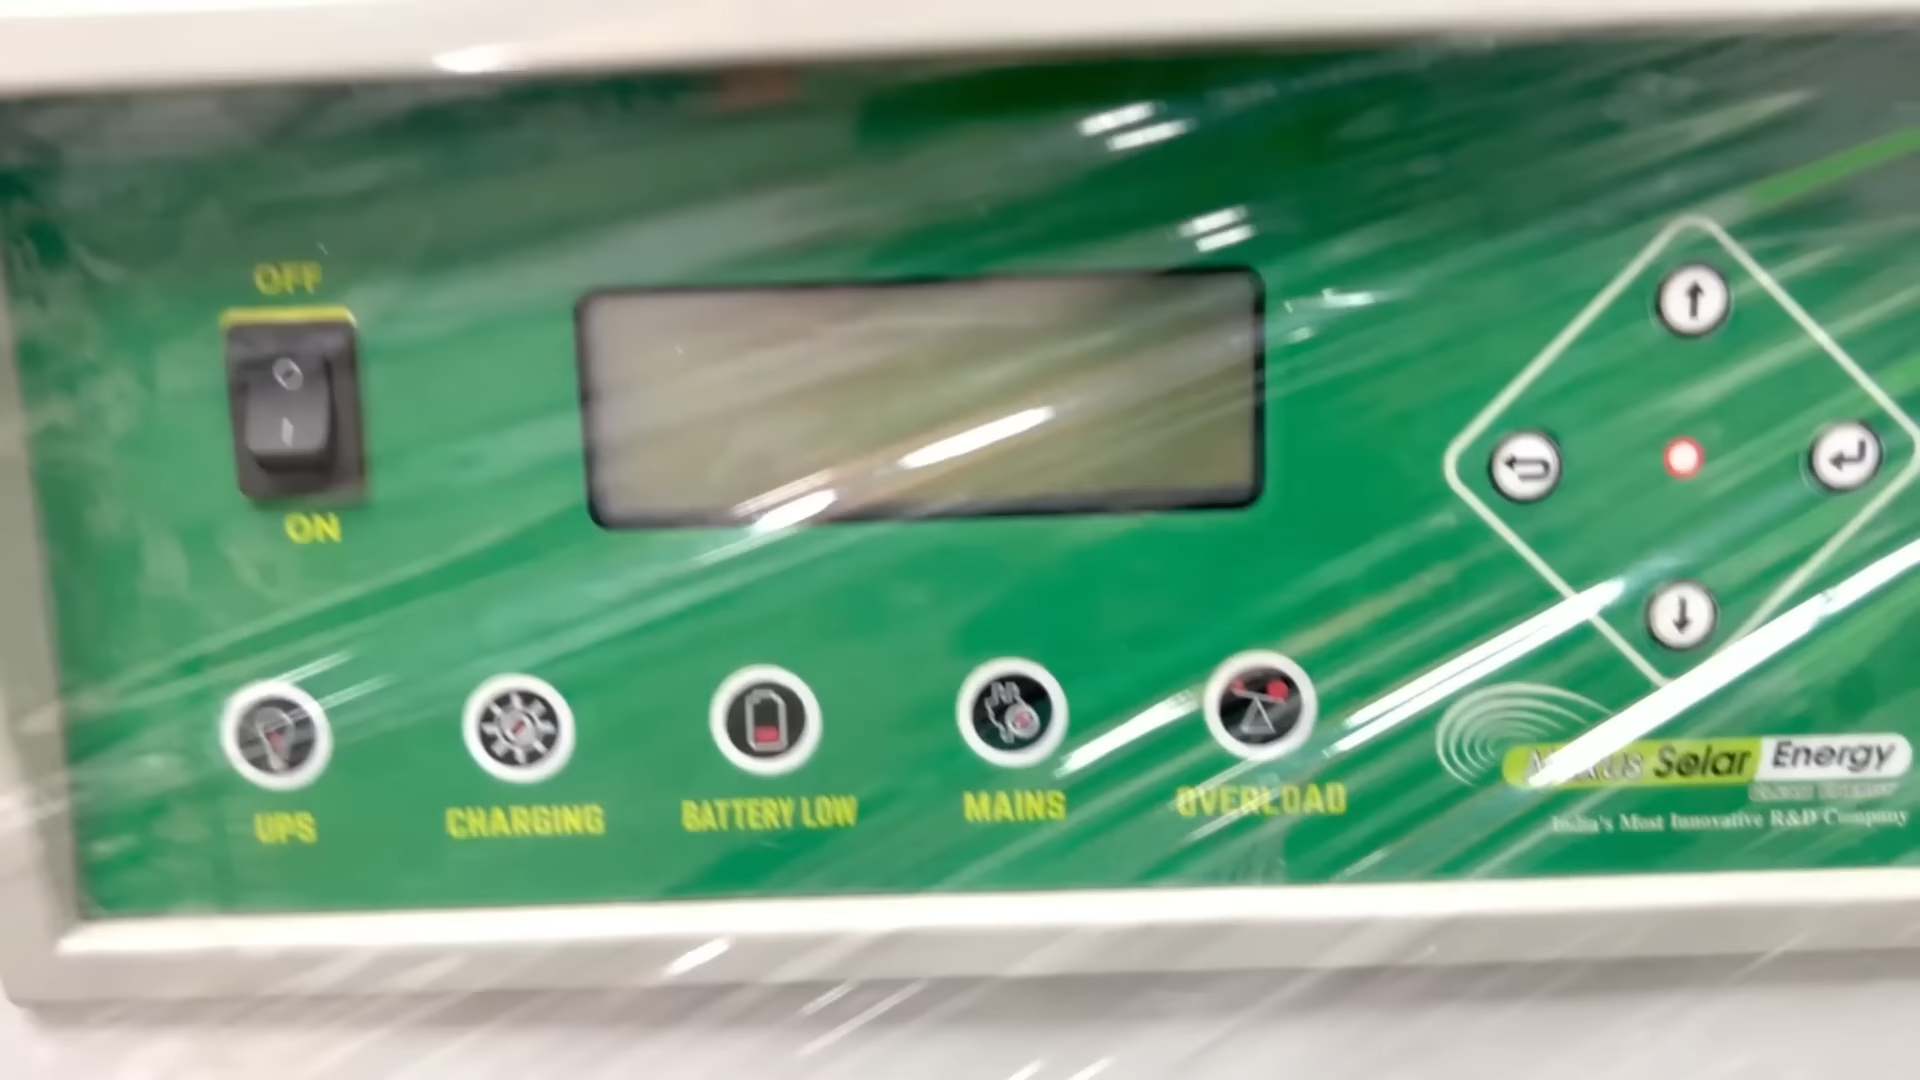 OFF
ON
UPS
CHARGING
BATTERY LOW
MAINS
OVERLOAD
Solar Energy
India's Most Innovative R&D Company